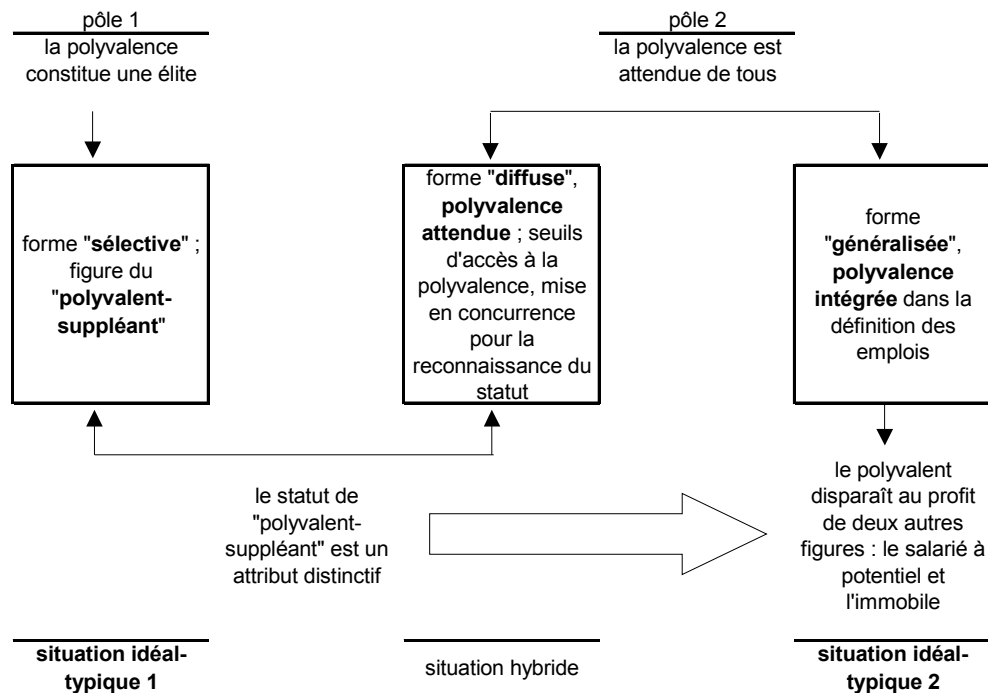 pôle 1
la polyvalence
constitue une élite
pôle 2
la polyvalence est
attendue de tous
forme "sélective" ;
figure du
"polyvalent-
suppléant"
forme "diffuse",
polyvalence
attendue ; seuils
d'accès à la
polyvalence, mise
en concurrence
pour la
reconnaissance du
statut
forme
"généralisée",
polyvalence
intégrée dans la
définition des
emplois
le statut de
"polyvalent-
suppléant" est un
attribut distinctif
le polyvalent
disparaît au profit
de deux autres
figures : le salarié à
potentiel et
l'immobile
situation idéal-
typique 1
situation hybride
situation idéal-
typique 2